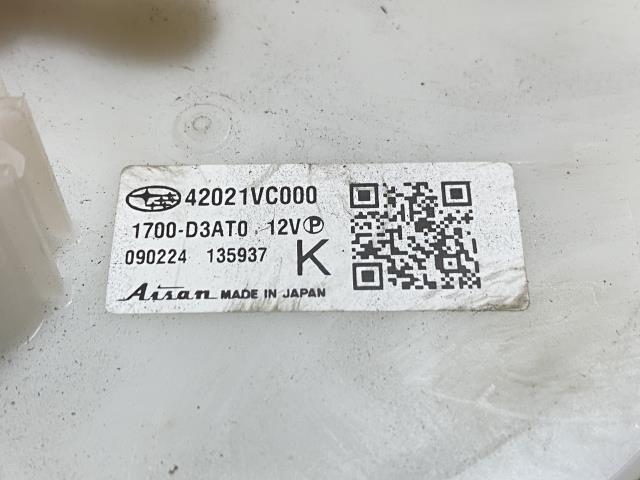 42021VC000
1700-D3AT0 12V P
090224 135937 K
Aisan MADE IN JAPAN